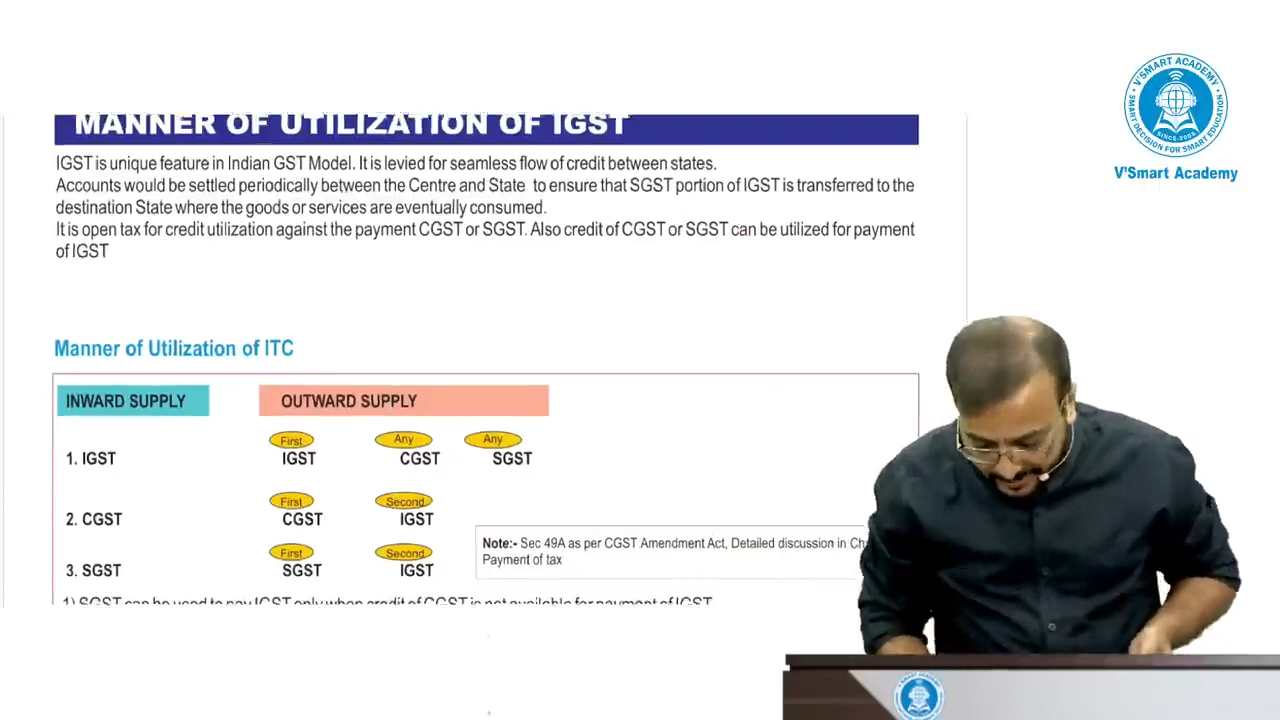 MANNER OF UTILIZATION OF IGST
IGST is unique feature in Indian GST Model. It is levied for seamless flow of credit between states.
Accounts would be settled periodically between the Centre and State to ensure that SGST portion of IGST is transferred to the
destination State where the goods or services are eventually consumed.
It is open tax for credit utilization against the payment CGST or SGST. Also credit of CGST or SGST can be utilized for payment
of IGST
Manner of Utilization of ITC
INWARD SUPPLY OUTWARD SUPPLY
First Any Any
1. IGST IGST CGST SGST
First Second
2. CGST CGST IGST
Note:- Sec 49A as per CGST Amendment Act, Detailed discussion in
Payment of tax
First Second
3. SGST SGST IGST
1) SGST can be used to pay IGST only when credit of CGST is not available for payment of IGST
V'SMART ACADEMY
SMART DECISION FOR SMART EDUCATION
V'Smart Academy